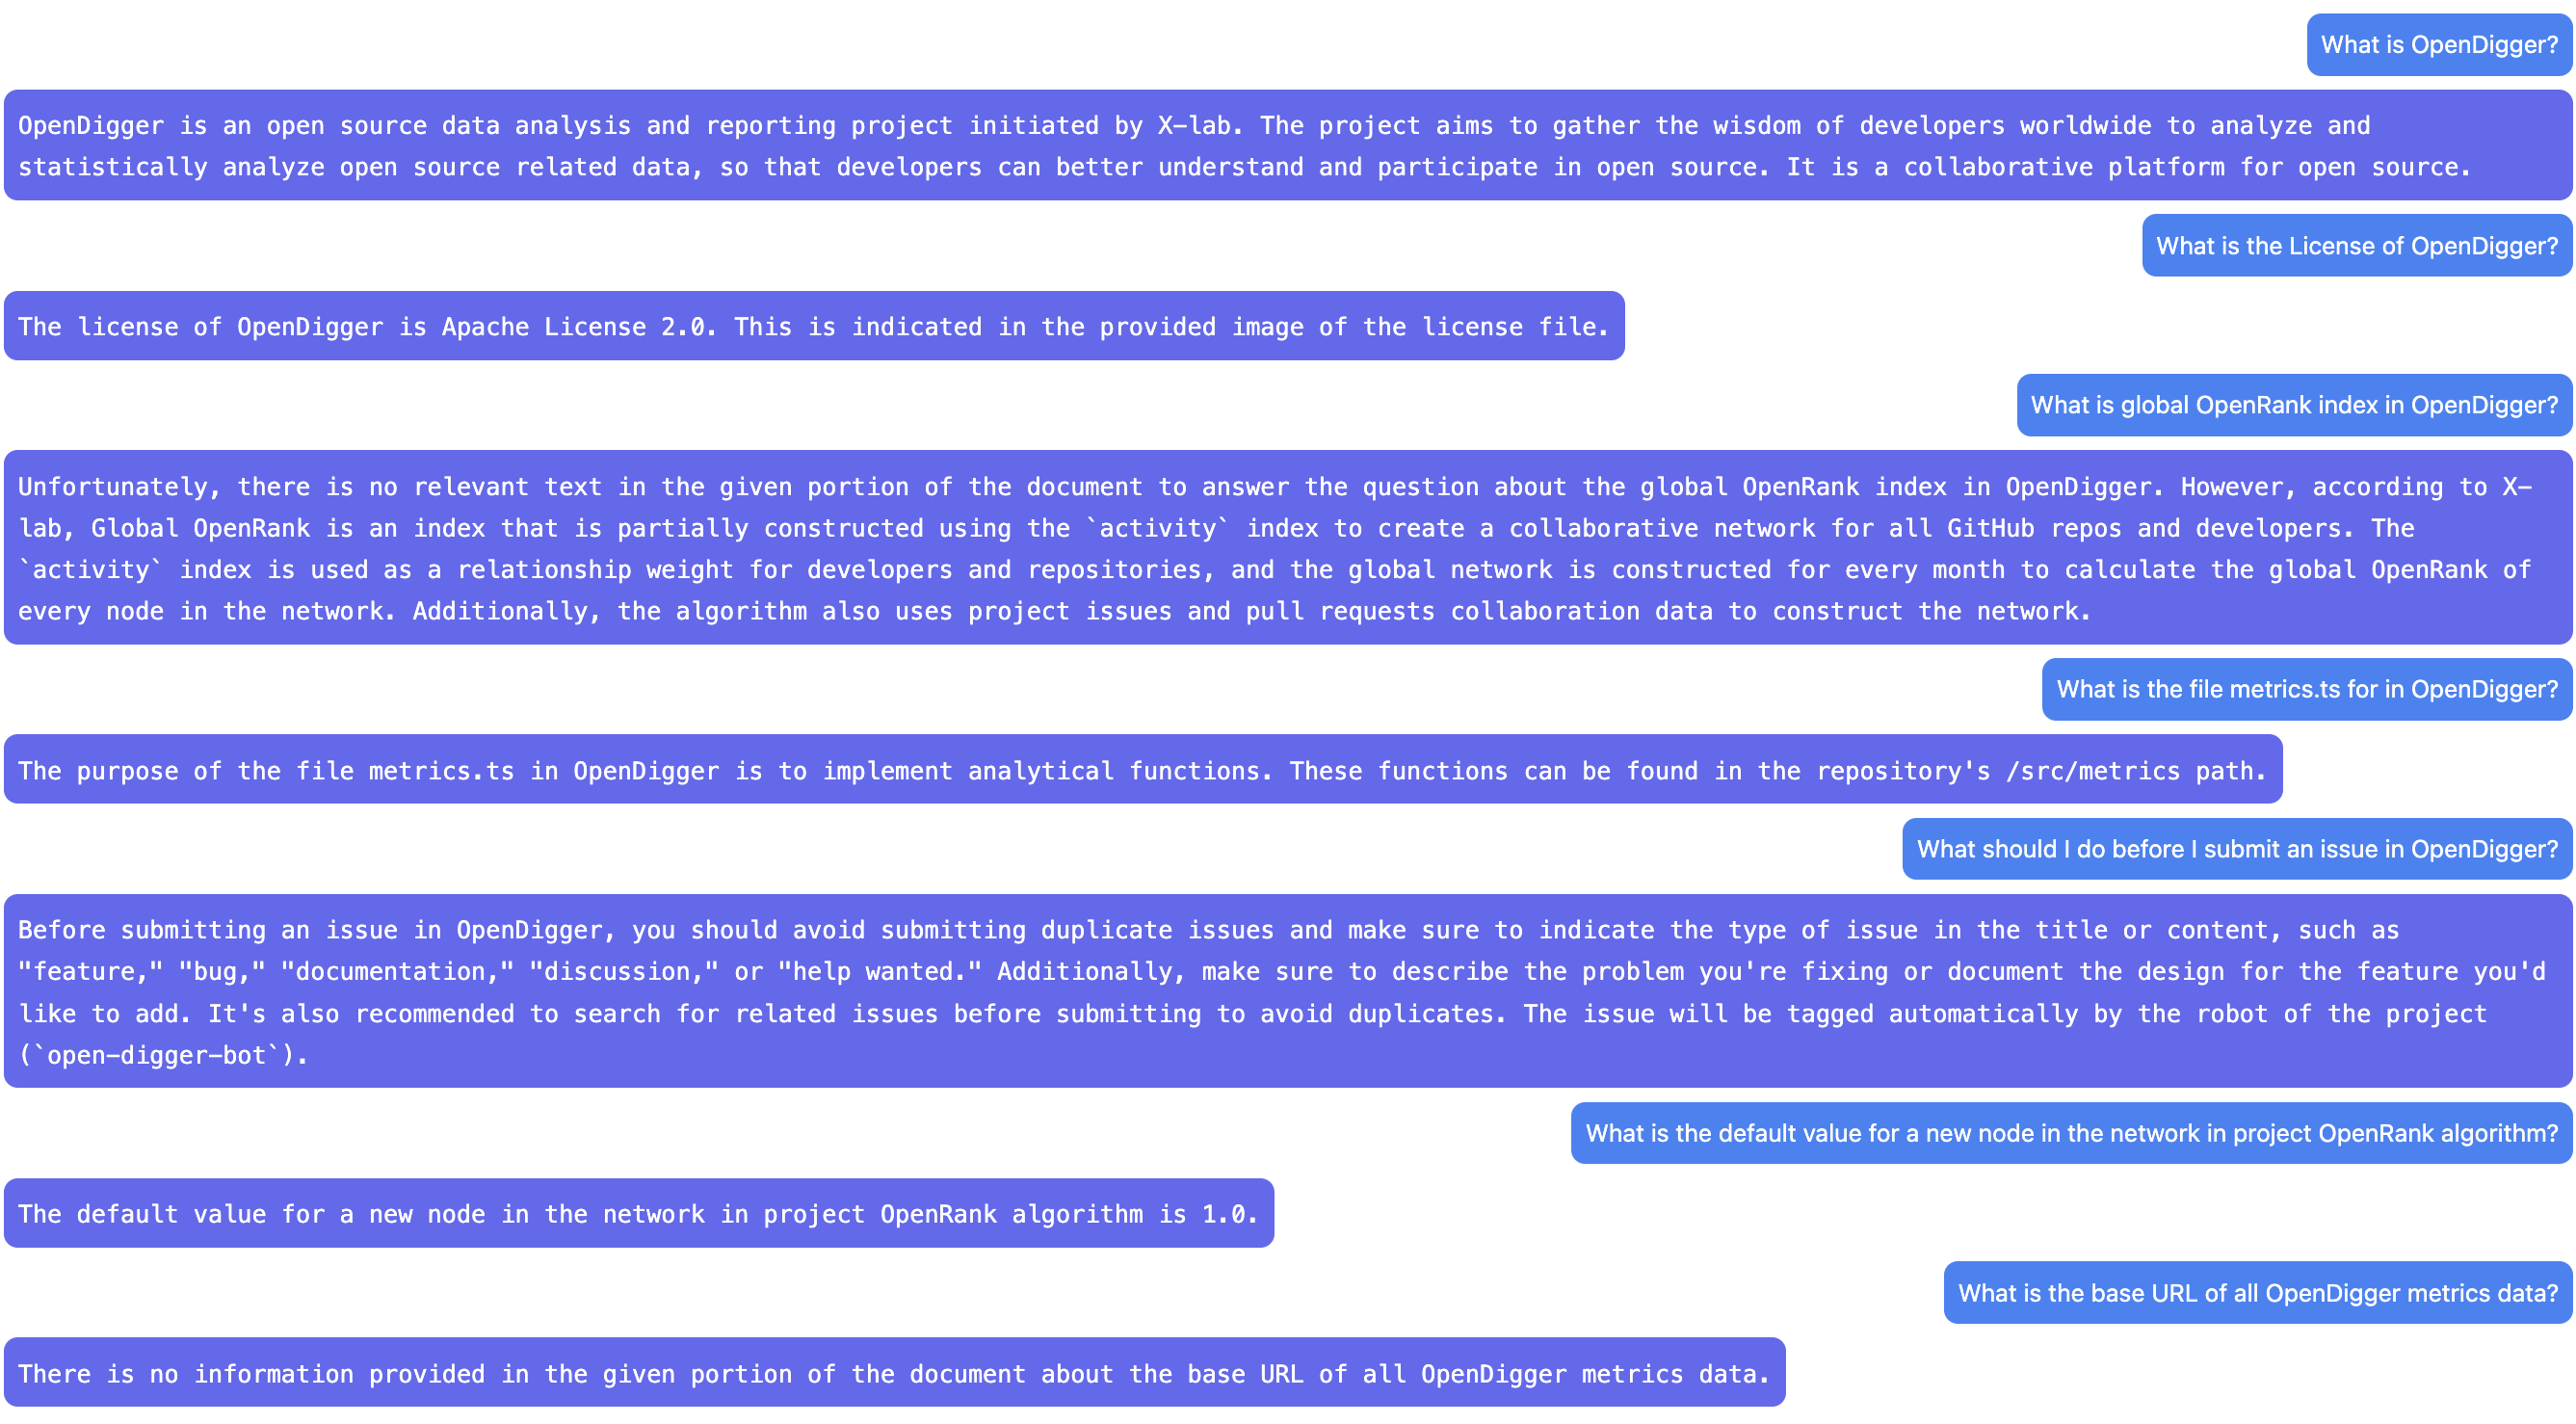 What is OpenDigger?
OpenDigger is an open source data analysis and reporting project initiated by X-lab. The project aims to gather the wisdom of developers worldwide to analyze and
statistically analyze open source related data, so that developers can better understand and participate in open source. It is a collaborative platform for open source.
What is the License of OpenDigger?
The license of OpenDigger is Apache License 2.0. This is indicated in the provided image of the license file.
What is global OpenRank index in OpenDigger?
Unfortunately, there is no relevant text in the given portion of the document to answer the question about the global OpenRank index in OpenDigger. However, according to X-
lab, Global OpenRank is an index that is partially constructed using the `activity` index to create a collaborative network for all GitHub repos and developers. The
`activity` index is used as a relationship weight for developers and repositories, and the global network is constructed for every month to calculate the global OpenRank of
every node in the network. Additionally, the algorithm also uses project issues and pull requests collaboration data to construct the network.
What is the file metrics.ts for in OpenDigger?
The purpose of the file metrics.ts in OpenDigger is to implement analytical functions. These functions can be found in the repository's /src/metrics path.
What should I do before I submit an issue in OpenDigger?
Before submitting an issue in OpenDigger, you should avoid submitting duplicate issues and make sure to indicate the type of issue in the title or content, such as
"feature," "bug," "documentation," "discussion," or "help wanted." Additionally, make sure to describe the problem you're fixing or document the design for the feature you'd
like to add. It's also recommended to search for related issues before submitting to avoid duplicates. The issue will be tagged automatically by the robot of the project
(`open-digger-bot`).
What is the default value for a new node in the network in project OpenRank algorithm?
The default value for a new node in the network in project OpenRank algorithm is 1.0.
What is the base URL of all OpenDigger metrics data?
There is no information provided in the given portion of the document about the base URL of all OpenDigger metrics data.